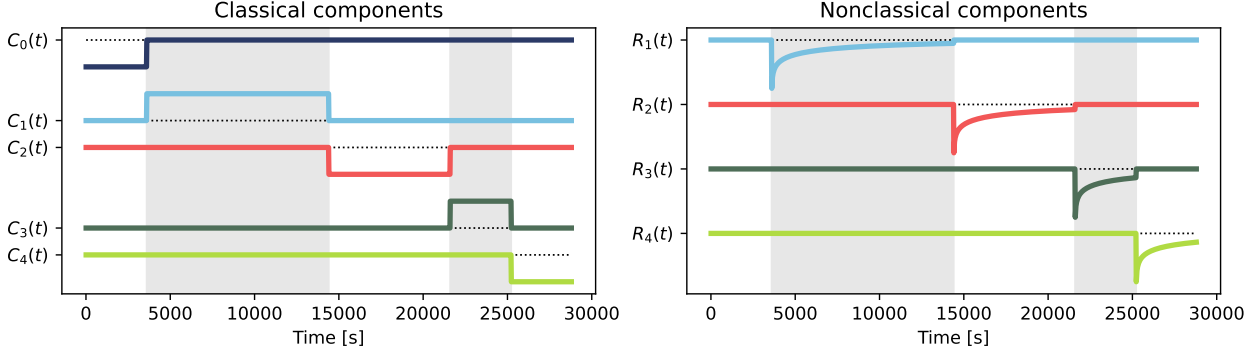 Classical components
C₀(t)
C₁(t)
C₂(t)
C₃(t)
C₄(t)
0 5000 10000 15000 20000 25000 30000
Time [s]
Nonclassical components
R₁(t)
R₂(t)
R₃(t)
R₄(t)
0 5000 10000 15000 20000 25000 30000
Time [s]